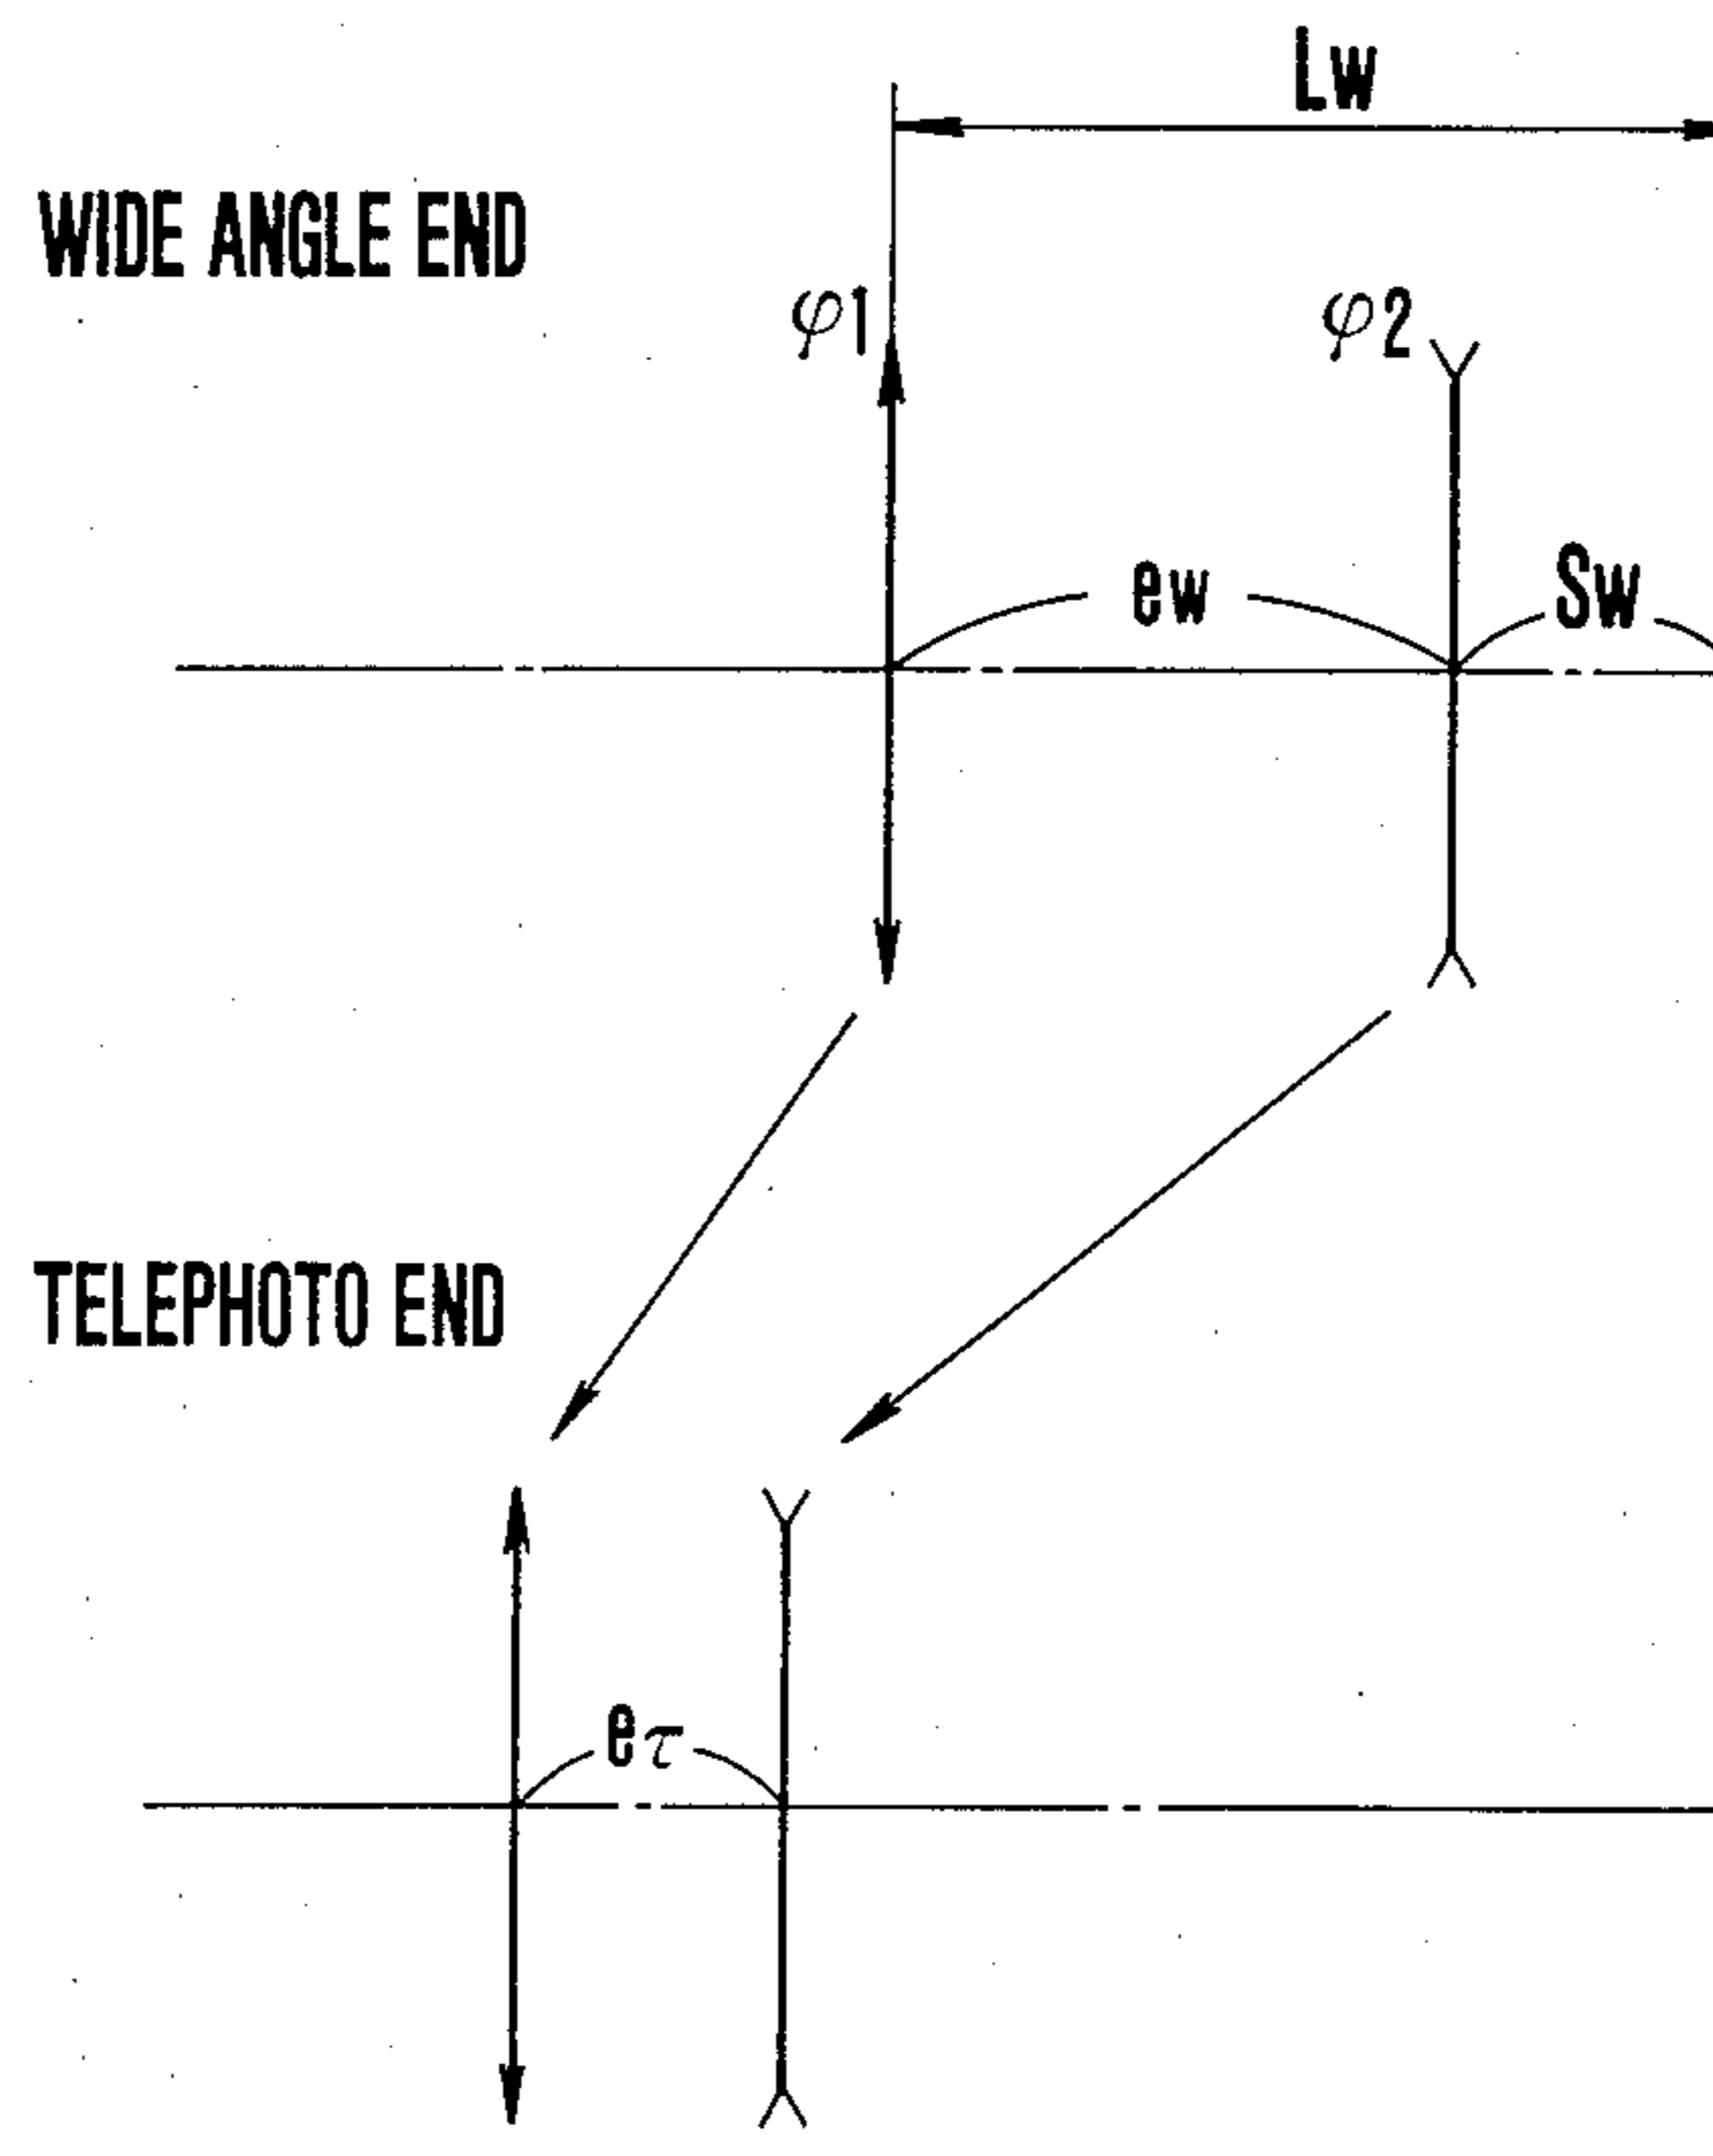 Lw
WIDE ANGLE END
φ1
φ2
ew
Sw
TELEPHOTO END
eτ